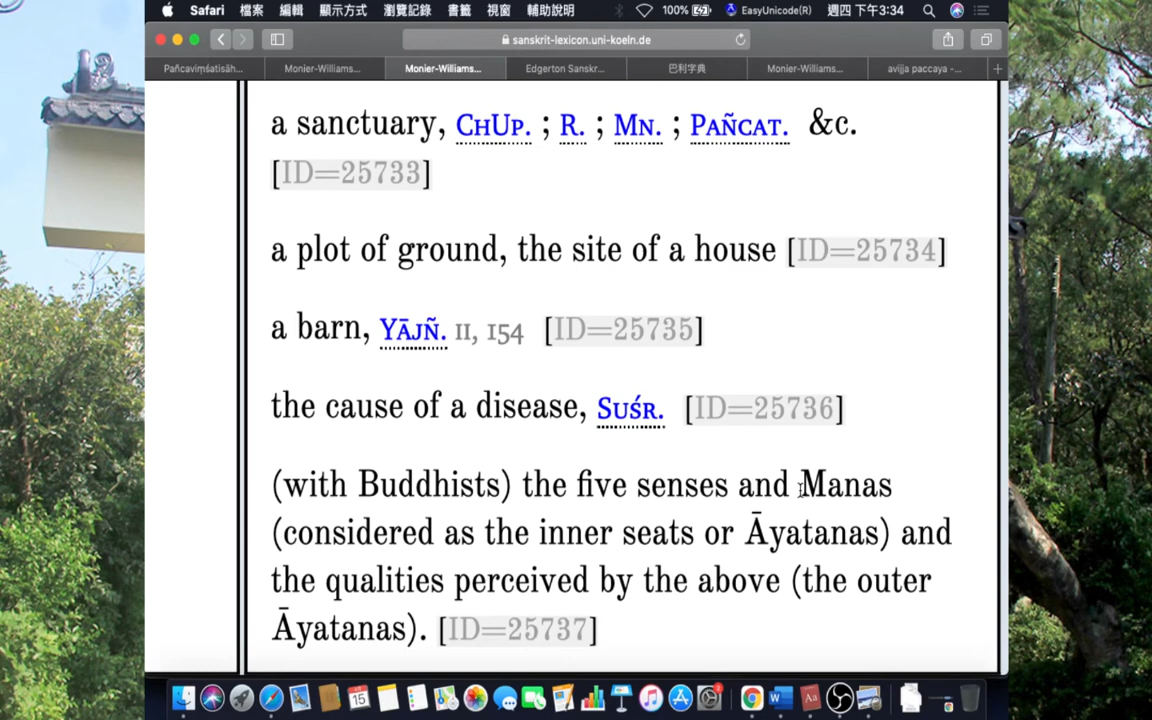 Safari 檔案 編輯 顯示方式 瀏覽記錄 書籤 視窗 輔助說明 100% EasyUnicode(R) 週四 下午3:34
sanskrit-lexicon.uni-koeln.de
Pañcaviṃśatisāh... Monier-Williams... Monier-Williams... Edgerton Sanskr... 巴利字典 Monier-Williams... avijja paccaya -...
a sanctuary, ChUp. ; R. ; Mn. ; Pañcat. &c.
[ID=25733]
a plot of ground, the site of a house [ID=25734]
a barn, Yājñ. ii, 154 [ID=25735]
the cause of a disease, Suśr. [ID=25736]
(with Buddhists) the five senses and Manas
(considered as the inner seats or Āyatanas) and
the qualities perceived by the above (the outer
Āyatanas). [ID=25737]
15
Aa